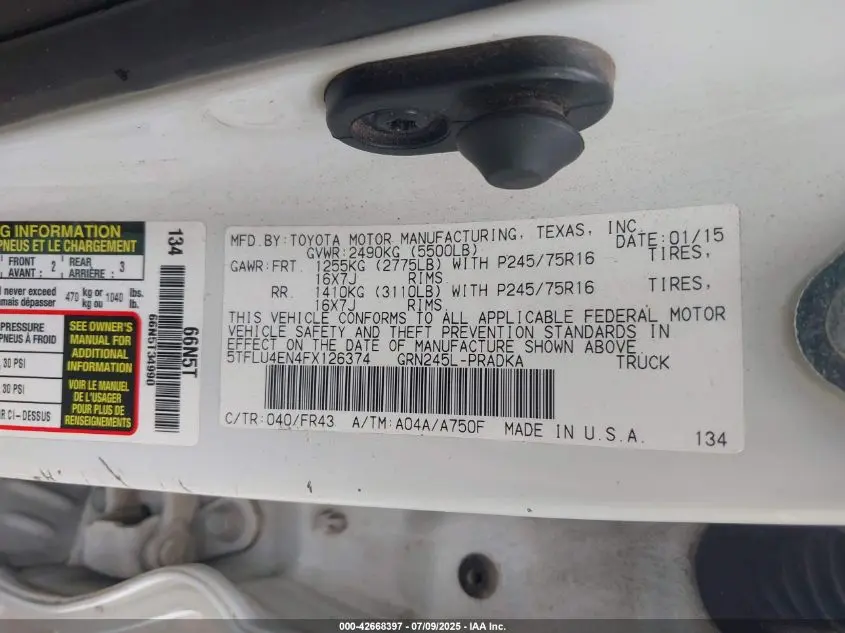 G INFORMATION
PNEUS ET LE CHARGEMENT
FRONT
AVANT : 2
REAR
ARRIÈRE : 3
never exceed
jamais dépasser
470 kg or 1040 lbs.
kg ou lb.
PRESSURE
PNEUS À FROID
30 PSI
30 PSI
CI-DESSUS
SEE OWNER'S
MANUAL FOR
ADDITIONAL
INFORMATION
VOIR LE MANUEL
DE L'USAGER
POUR PLUS DE
RENSEIGNEMENTS
134
66N5T34990
66N5T
MFD.BY:TOYOTA MOTOR MANUFACTURING, TEXAS, INC.
GVWR:2490KG (5500LB) DATE:01/15
GAWR:FRT. 1255KG (2775LB) WITH P245/75R16 TIRES,
16X7J RIMS
RR. 1410KG (3110LB) WITH P245/75R16 TIRES,
16X7J RIMS
THIS VEHICLE CONFORMS TO ALL APPLICABLE FEDERAL MOTOR
VEHICLE SAFETY AND THEFT PREVENTION STANDARDS IN
EFFECT ON THE DATE OF MANUFACTURE SHOWN ABOVE.
5TFLU4EN4FX126374 GRN245L-PRADKA TRUCK
C/TR:040/FR43 A/TM:A04A/A750F MADE IN U.S.A. 134
000-42668397 - 07/09/2025 - IAA Inc.